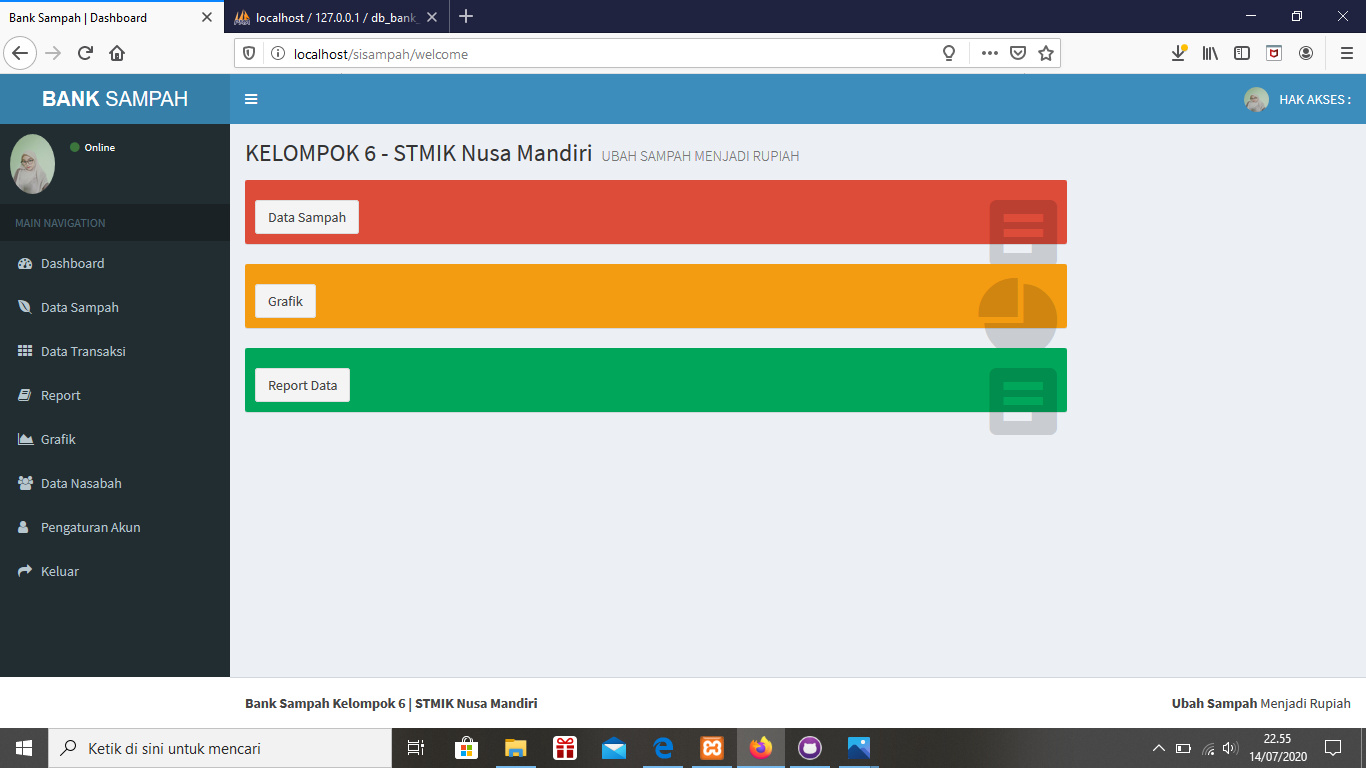 Bank Sampah | Dashboard
localhost / 127.0.0.1 / db_bank_
localhost/sisampah/welcome
BANK SAMPAH
HAK AKSES :
Online
MAIN NAVIGATION
Dashboard
Data Sampah
Data Transaksi
Report
Grafik
Data Nasabah
Pengaturan Akun
Keluar
KELOMPOK 6 - STMIK Nusa Mandiri UBAH SAMPAH MENJADI RUPIAH
Data Sampah
Grafik
Report Data
Bank Sampah Kelompok 6 | STMIK Nusa Mandiri
Ubah Sampah Menjadi Rupiah
Ketik di sini untuk mencari
22.55
14/07/2020